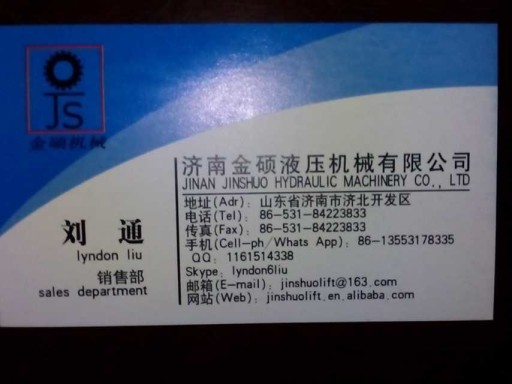 JS
金硕机械
济南金硕液压机械有限公司
JINAN JINSHUO HYDRAULIC MACHINERY CO., LTD
地址(Adr): 山东省济南市济北开发区
电话(Tel): 86-531-84223833
传真(Fax): 86-531-84223833
手机(Cell-ph/Whats App): 86-13553178335
QQ: 1161514338
Skype: lyndon6liu
邮箱(E-mail): jinshuolift@163.com
网站(Web): jinshuolift.en.alibaba.com
刘 通
lyndon liu
销售部
sales department